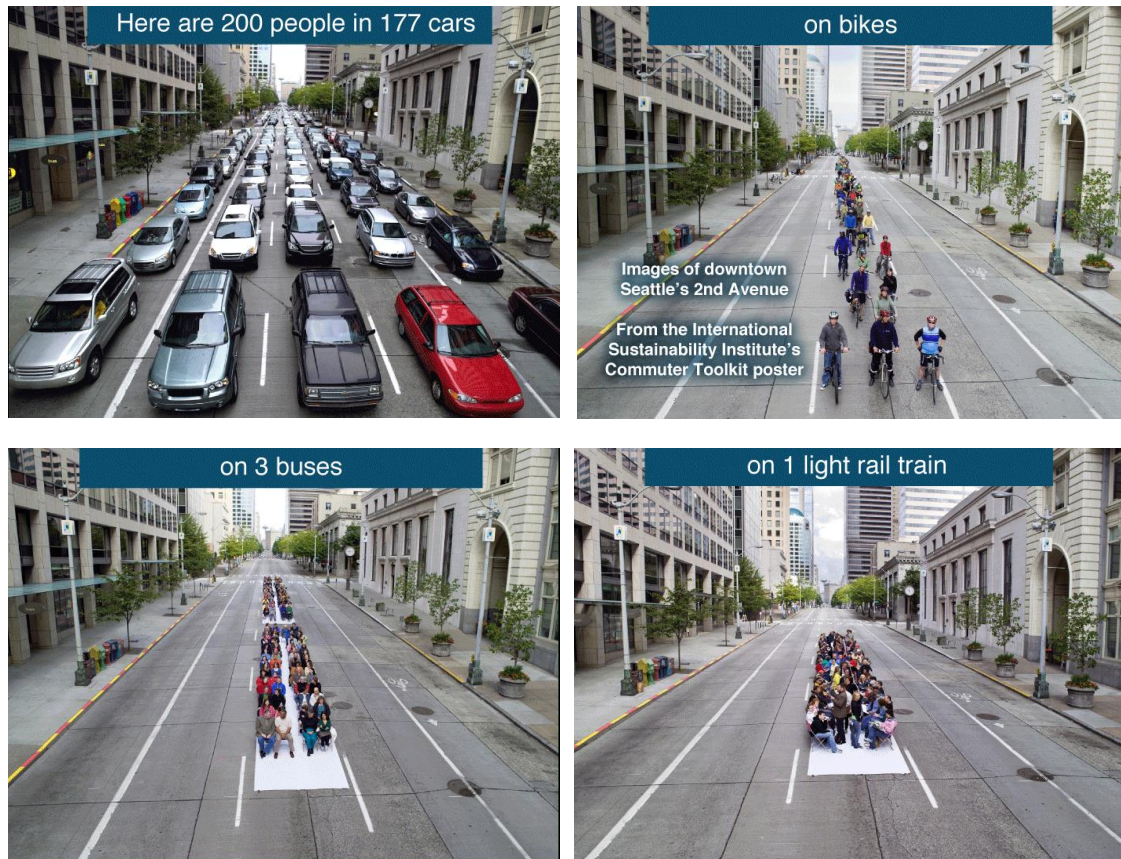 Here are 200 people in 177 cars
on bikes
Images of downtown
Seattle's 2nd Avenue
From the International
Sustainability Institute's
Commuter Toolkit poster
on 3 buses
on 1 light rail train